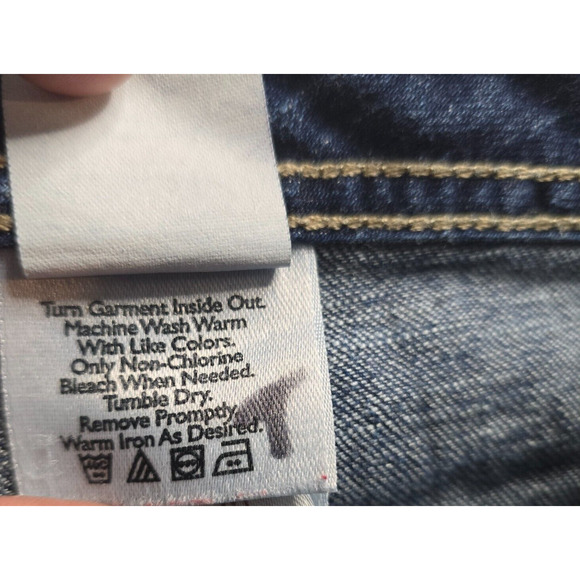 Turn Garment Inside Out.
Machine Wash Warm
With Like Colors.
Only Non-Chlorine
Bleach When Needed.
Tumble Dry.
Remove Promptly.
Warm Iron As Desired.